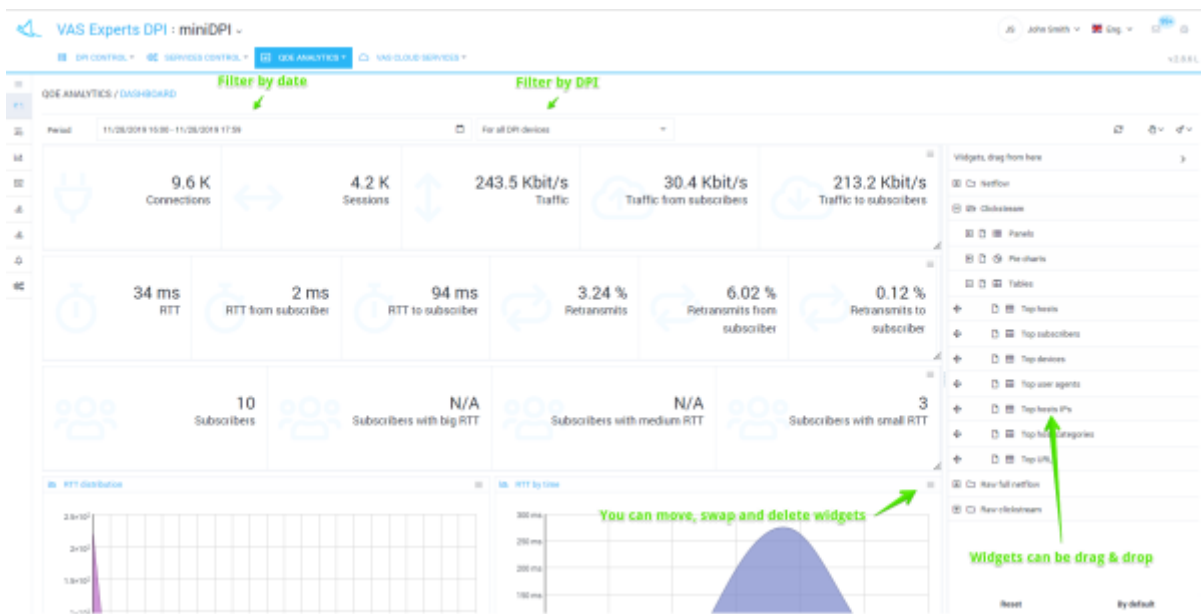 VAS Experts DPI : miniDPI
JS John Smith Eng. 99+
DPI CONTROL SERVICES CONTROL QOE ANALYTICS VAS CLOUD SERVICES
Filter by date Filter by DPI
QOE ANALYTICS / DASHBOARD
Period 11/28/2019 15:00 - 11/28/2019 17:59 For all DPI devices
Widgets, drag from here
9.6 K 4.2 K 243.5 Kbit/s 30.4 Kbit/s 213.2 Kbit/s
Connections Sessions Traffic Traffic from subscribers Traffic to subscribers
Netflow
Clickstream
Panels
Pie charts
Tables
34 ms 2 ms 94 ms 3.24 % 6.02 % 0.12 %
RTT RTT from subscriber RTT to subscriber Retransmits Retransmits from subscriber Retransmits to subscriber
Top hosts
Top subscribers
Top devices
Top user agents
Top hosts IPs
10 N/A N/A 3
Subscribers Subscribers with big RTT Subscribers with medium RTT Subscribers with small RTT
Top host categories
Top URL
RTT distribution RTT by time
Raw full netflow
Raw clickstream
300 ms
You can move, swap and delete widgets
250 ms
200 ms
150 ms
Widgets can be drag & drop
Reset By default